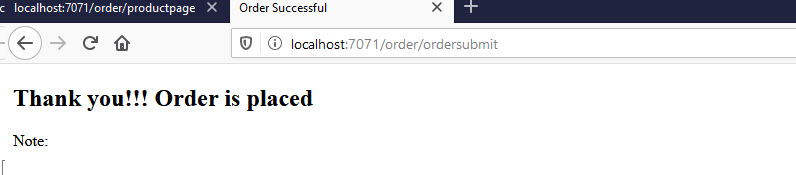 c localhost:7071/order/productpage
Order Successful
localhost:7071/order/ordersubmit
Thank you!!! Order is placed
Note: